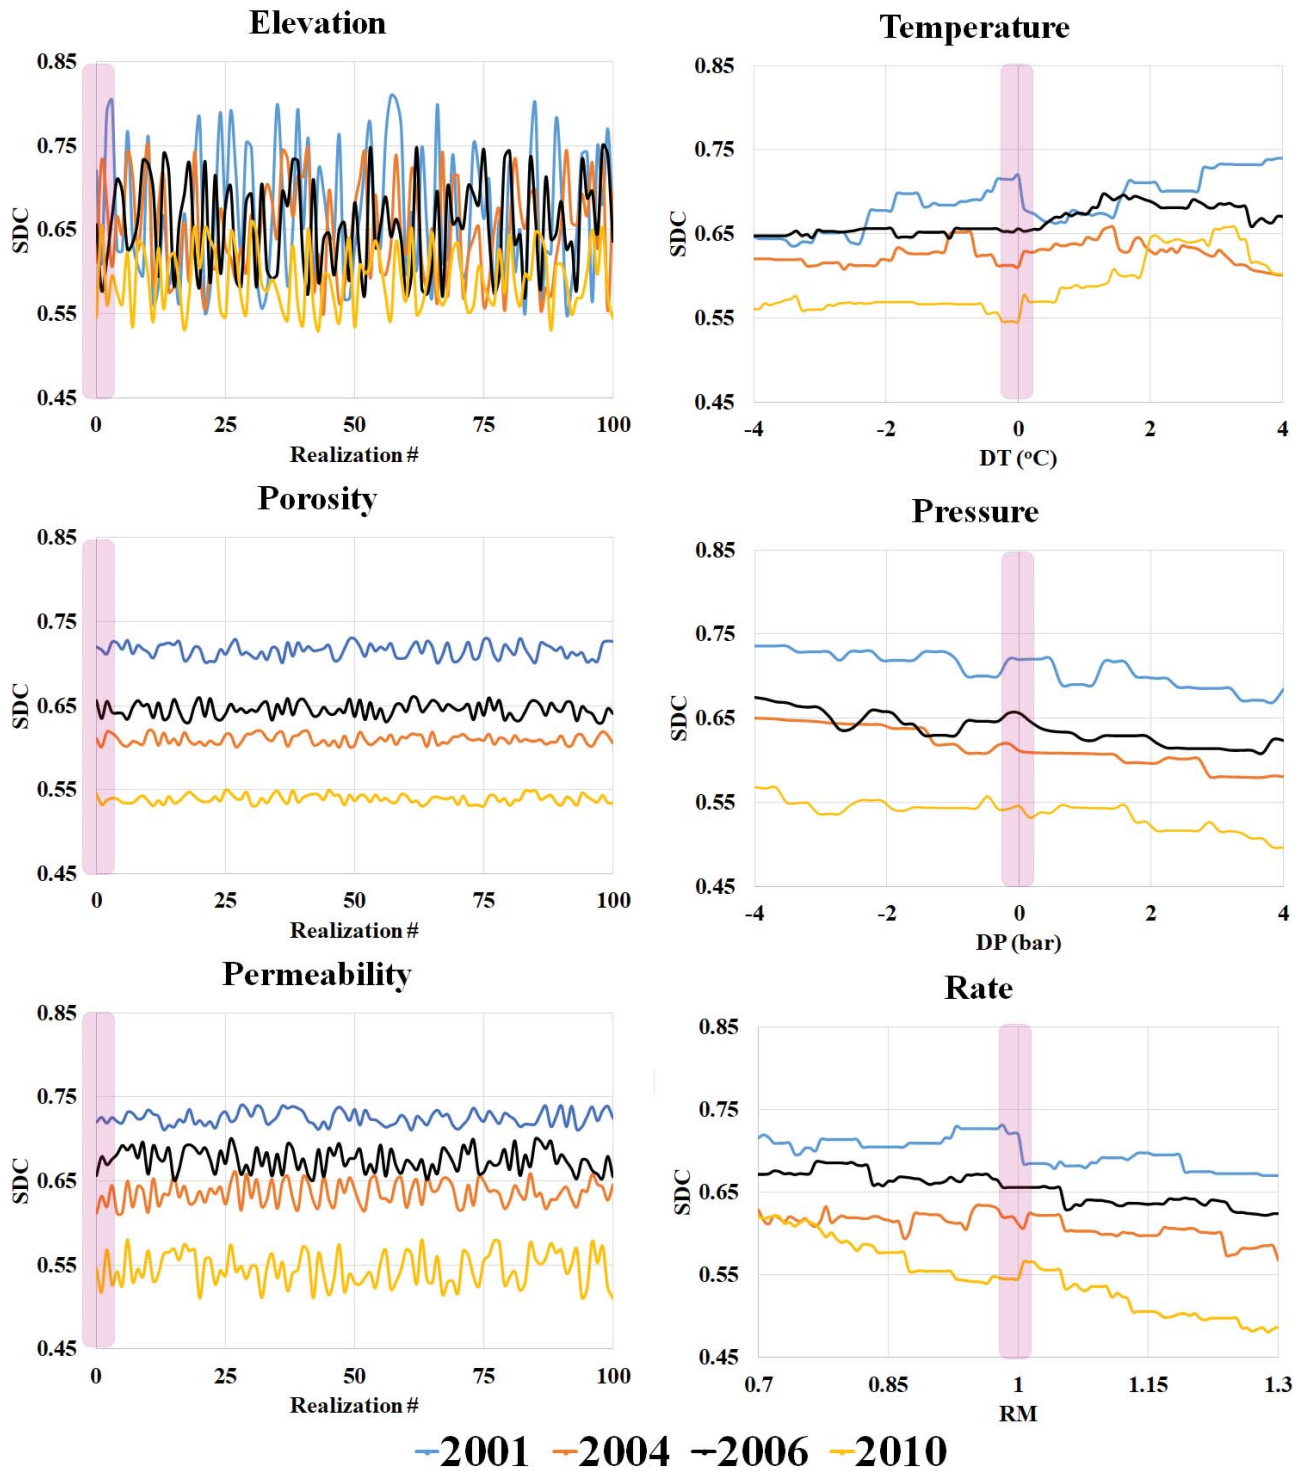 Elevation
0.85
0.75
0.65
0.55
0.45
SDC
0 25 50 75 100
Realization #
Temperature
0.85
0.75
0.65
0.55
0.45
SDC
-4 -2 0 2 4
DT (°C)
Porosity
0.85
0.75
0.65
0.55
0.45
SDC
0 25 50 75 100
Realization #
Pressure
0.85
0.75
0.65
0.55
0.45
SDC
-4 -2 0 2 4
DP (bar)
Permeability
0.85
0.75
0.65
0.55
0.45
SDC
0 25 50 75 100
Realization #
Rate
0.85
0.75
0.65
0.55
0.45
SDC
0.7 0.85 1 1.15 1.3
RM
2001 2004 2006 2010